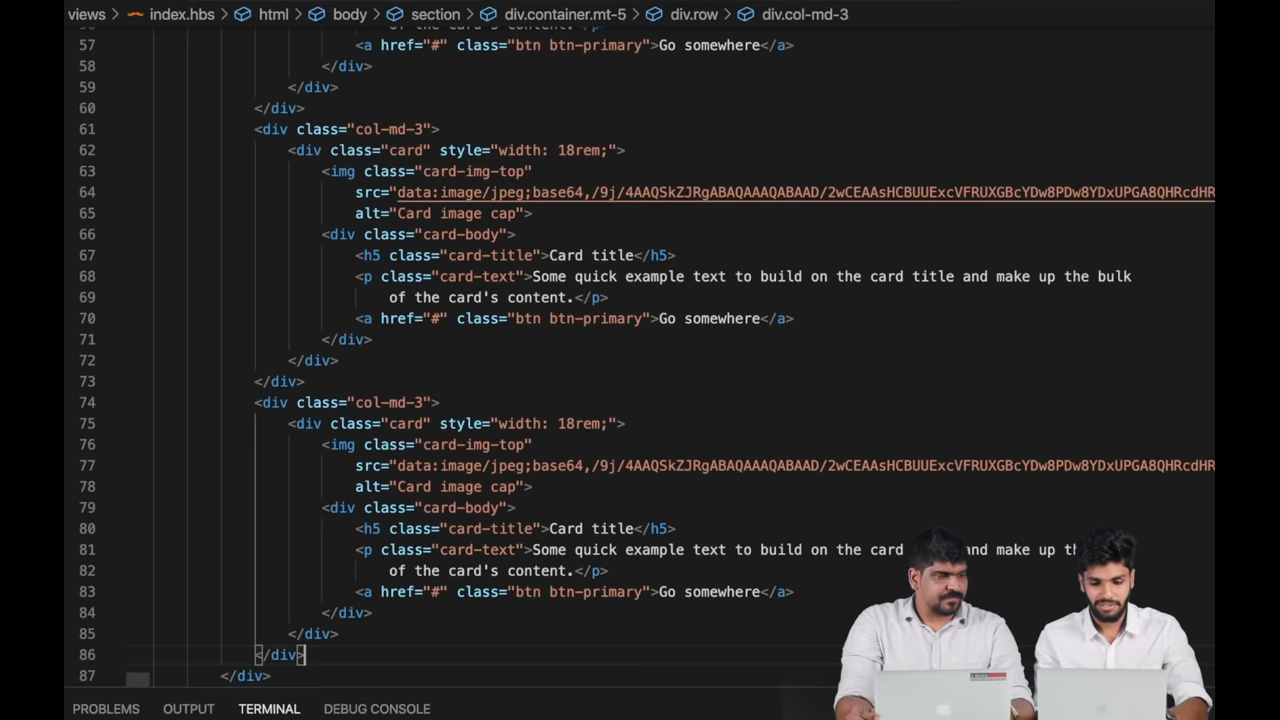 views > index.hbs > html > body > section > div.container.mt-5 > div.row > div.col-md-3
of the card's content.</p>
57 <a href="#" class="btn btn-primary">Go somewhere</a>
58 </div>
59 </div>
60 </div>
61 <div class="col-md-3">
62 <div class="card" style="width: 18rem;">
63 <img class="card-img-top"
64 src="data:image/jpeg;base64,/9j/4AAQSkZJRgABAQAAAQABAAD/2wCEAAsHCBUUExcVFRUXGBcYDw8PDw8YDxUPGA8QHRcdHR
65 alt="Card image cap">
66 <div class="card-body">
67 <h5 class="card-title">Card title</h5>
68 <p class="card-text">Some quick example text to build on the card title and make up the bulk
69 of the card's content.</p>
70 <a href="#" class="btn btn-primary">Go somewhere</a>
71 </div>
72 </div>
73 </div>
74 <div class="col-md-3">
75 <div class="card" style="width: 18rem;">
76 <img class="card-img-top"
77 src="data:image/jpeg;base64,/9j/4AAQSkZJRgABAQAAAQABAAD/2wCEAAsHCBUUExcVFRUXGBcYDw8PDw8YDxUPGA8QHRcdHR
78 alt="Card image cap">
79 <div class="card-body">
80 <h5 class="card-title">Card title</h5>
81 <p class="card-text">Some quick example text to build on the card and make up
82 of the card's content.</p>
83 <a href="#" class="btn btn-primary">Go somewhere</a>
84 </div>
85 </div>
86 </div>
87 </div>
PROBLEMS OUTPUT TERMINAL DEBUG CONSOLE